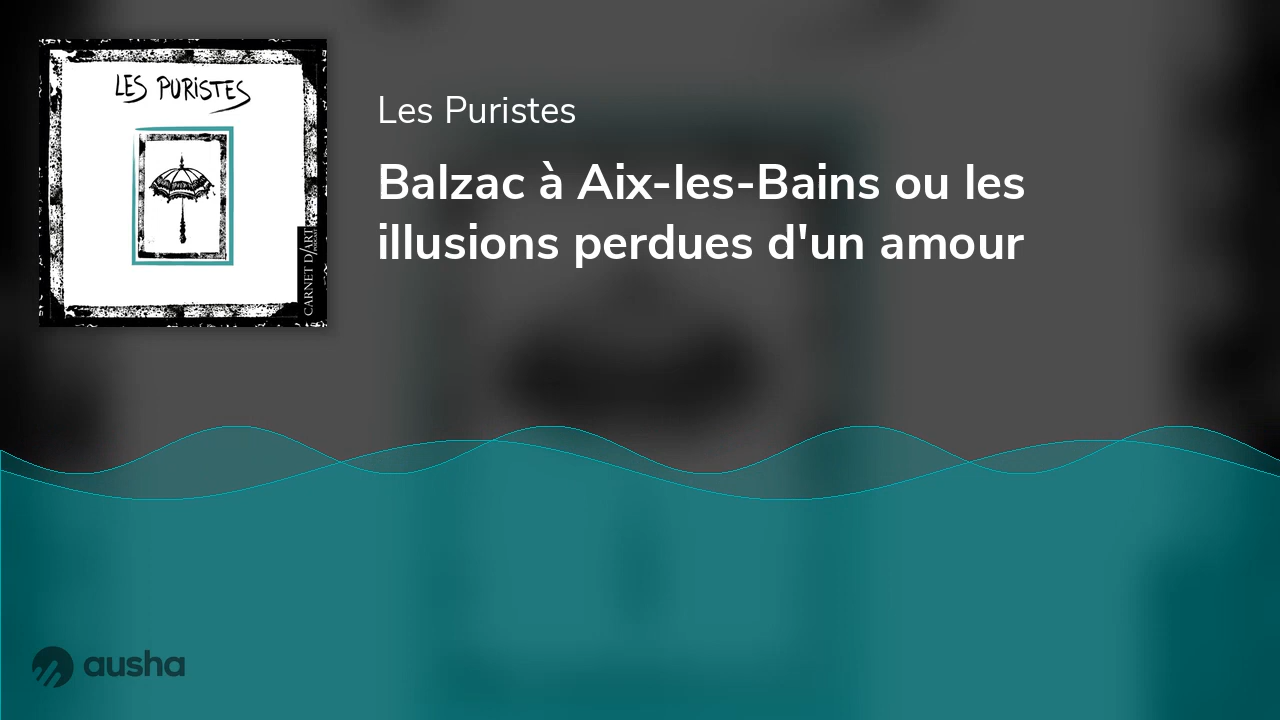 LES PURISTES
CARNET D'ART
Les Puristes
Balzac à Aix-les-Bains ou les
illusions perdues d'un amour
ausha